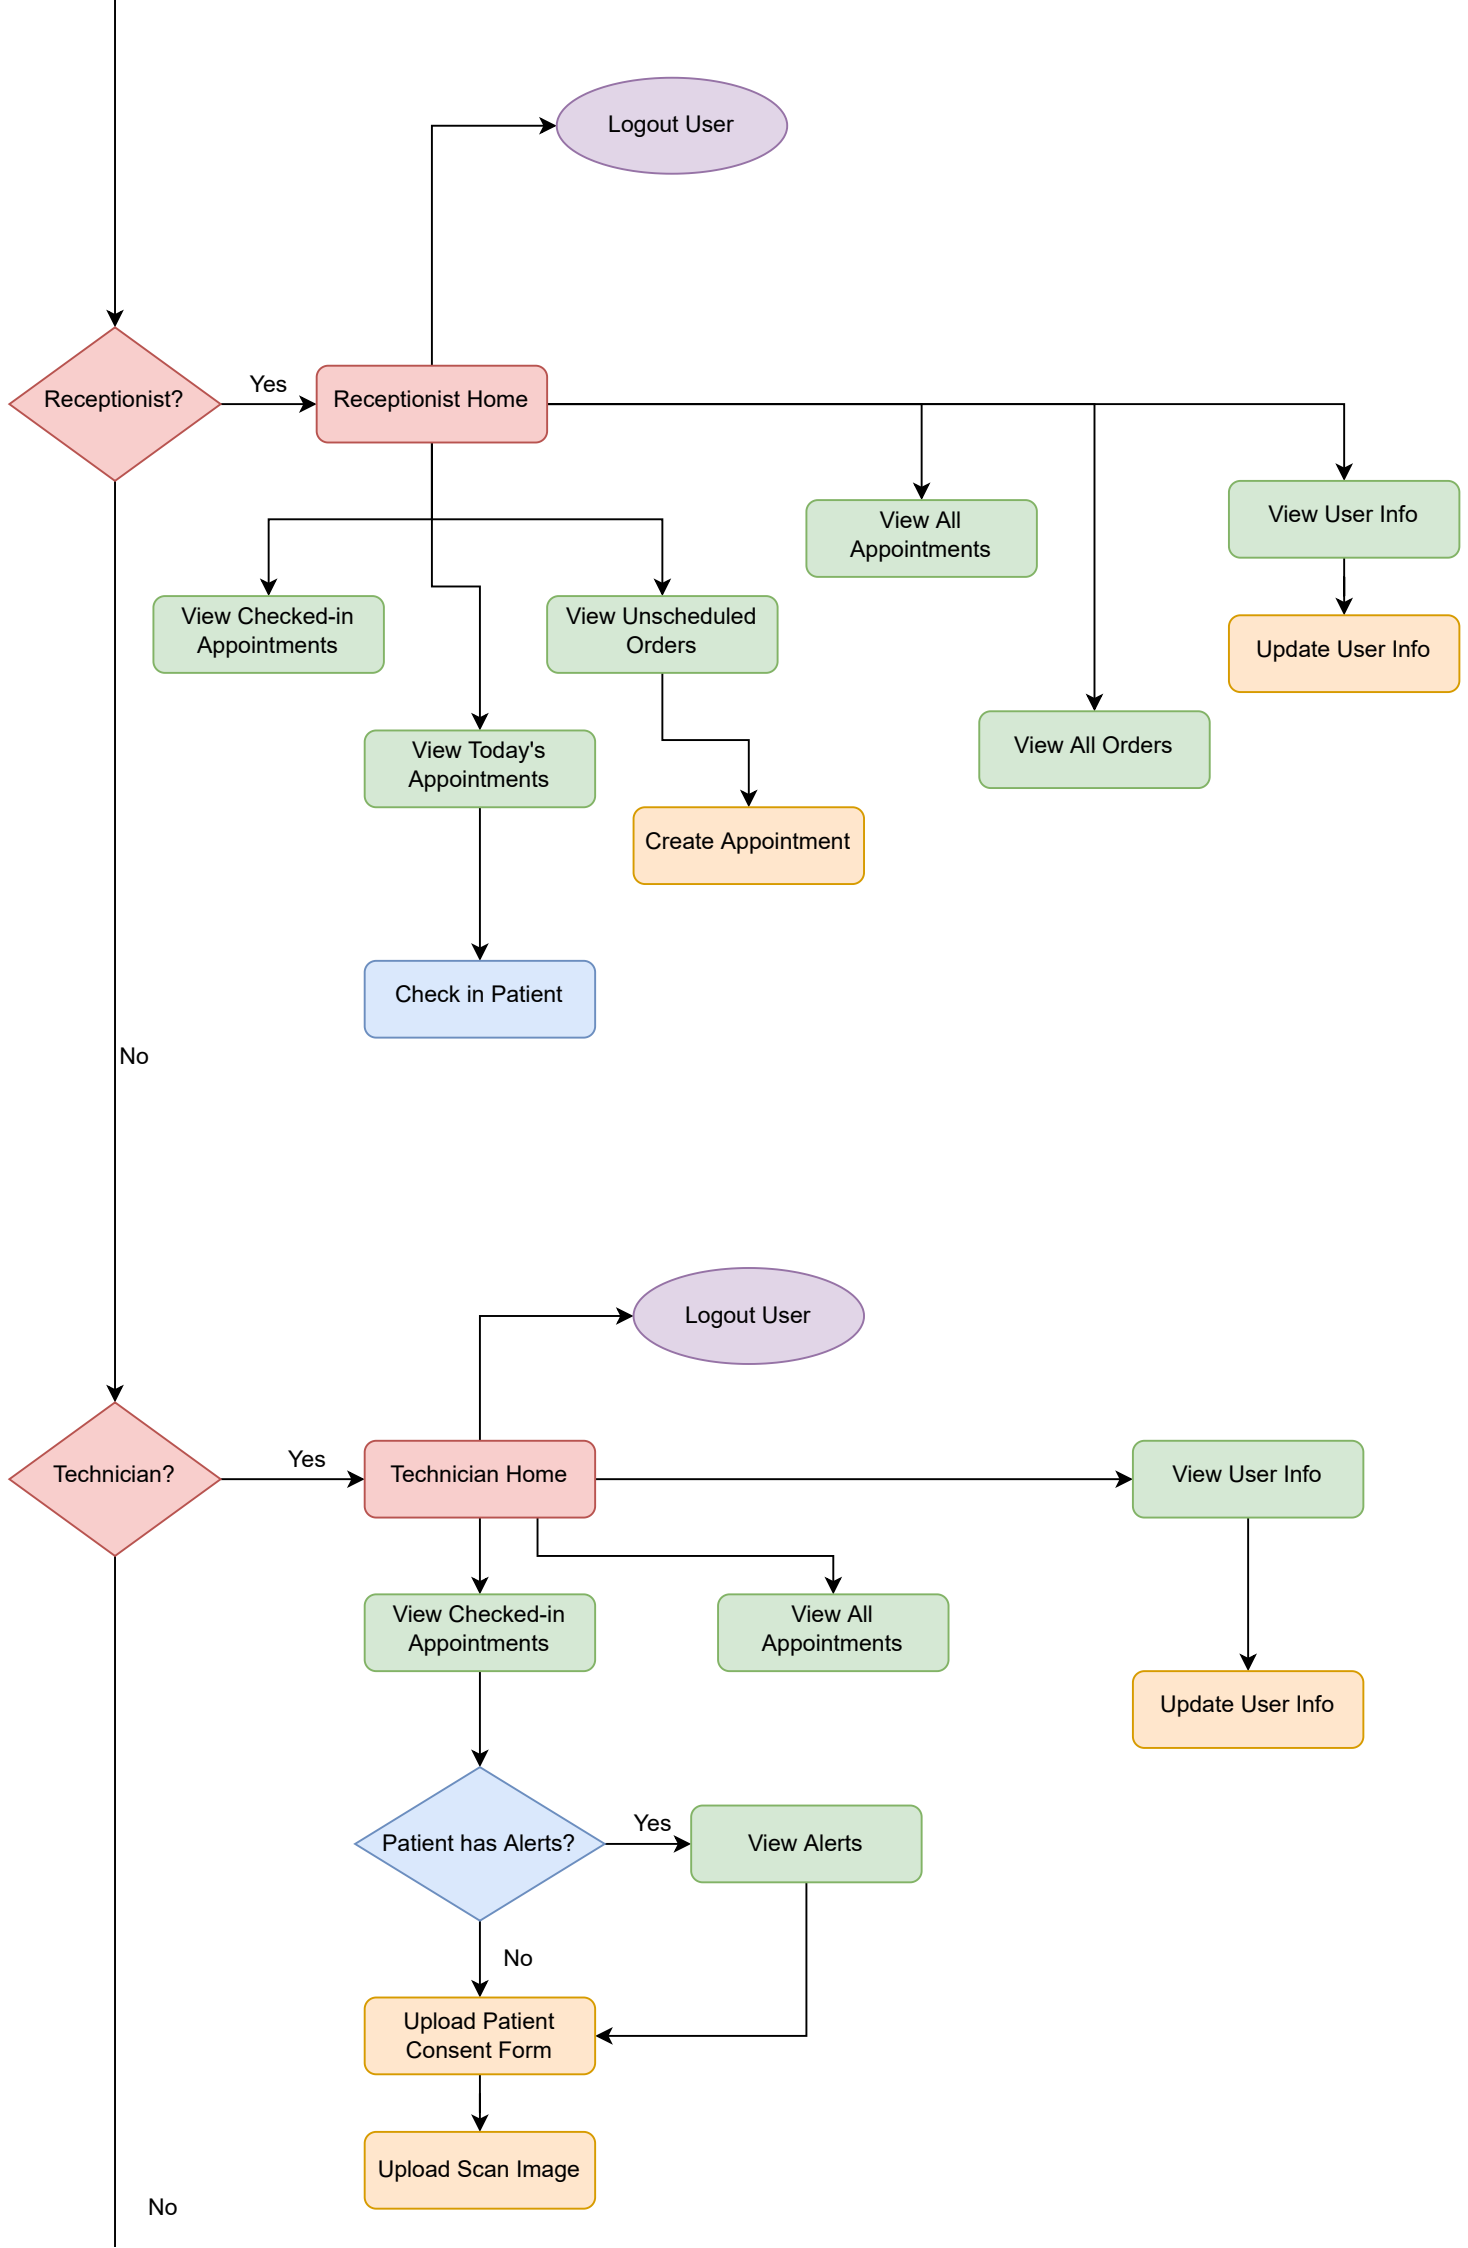 Logout User
Receptionist?
Yes
Receptionist Home
View All
Appointments
View User Info
View Checked-in
Appointments
View Unscheduled
Orders
Update User Info
View Today's
Appointments
View All Orders
Create Appointment
Check in Patient
No
Logout User
Technician?
Yes
Technician Home
View User Info
View Checked-in
Appointments
View All
Appointments
Update User Info
Patient has Alerts?
Yes
View Alerts
No
Upload Patient
Consent Form
Upload Scan Image
No